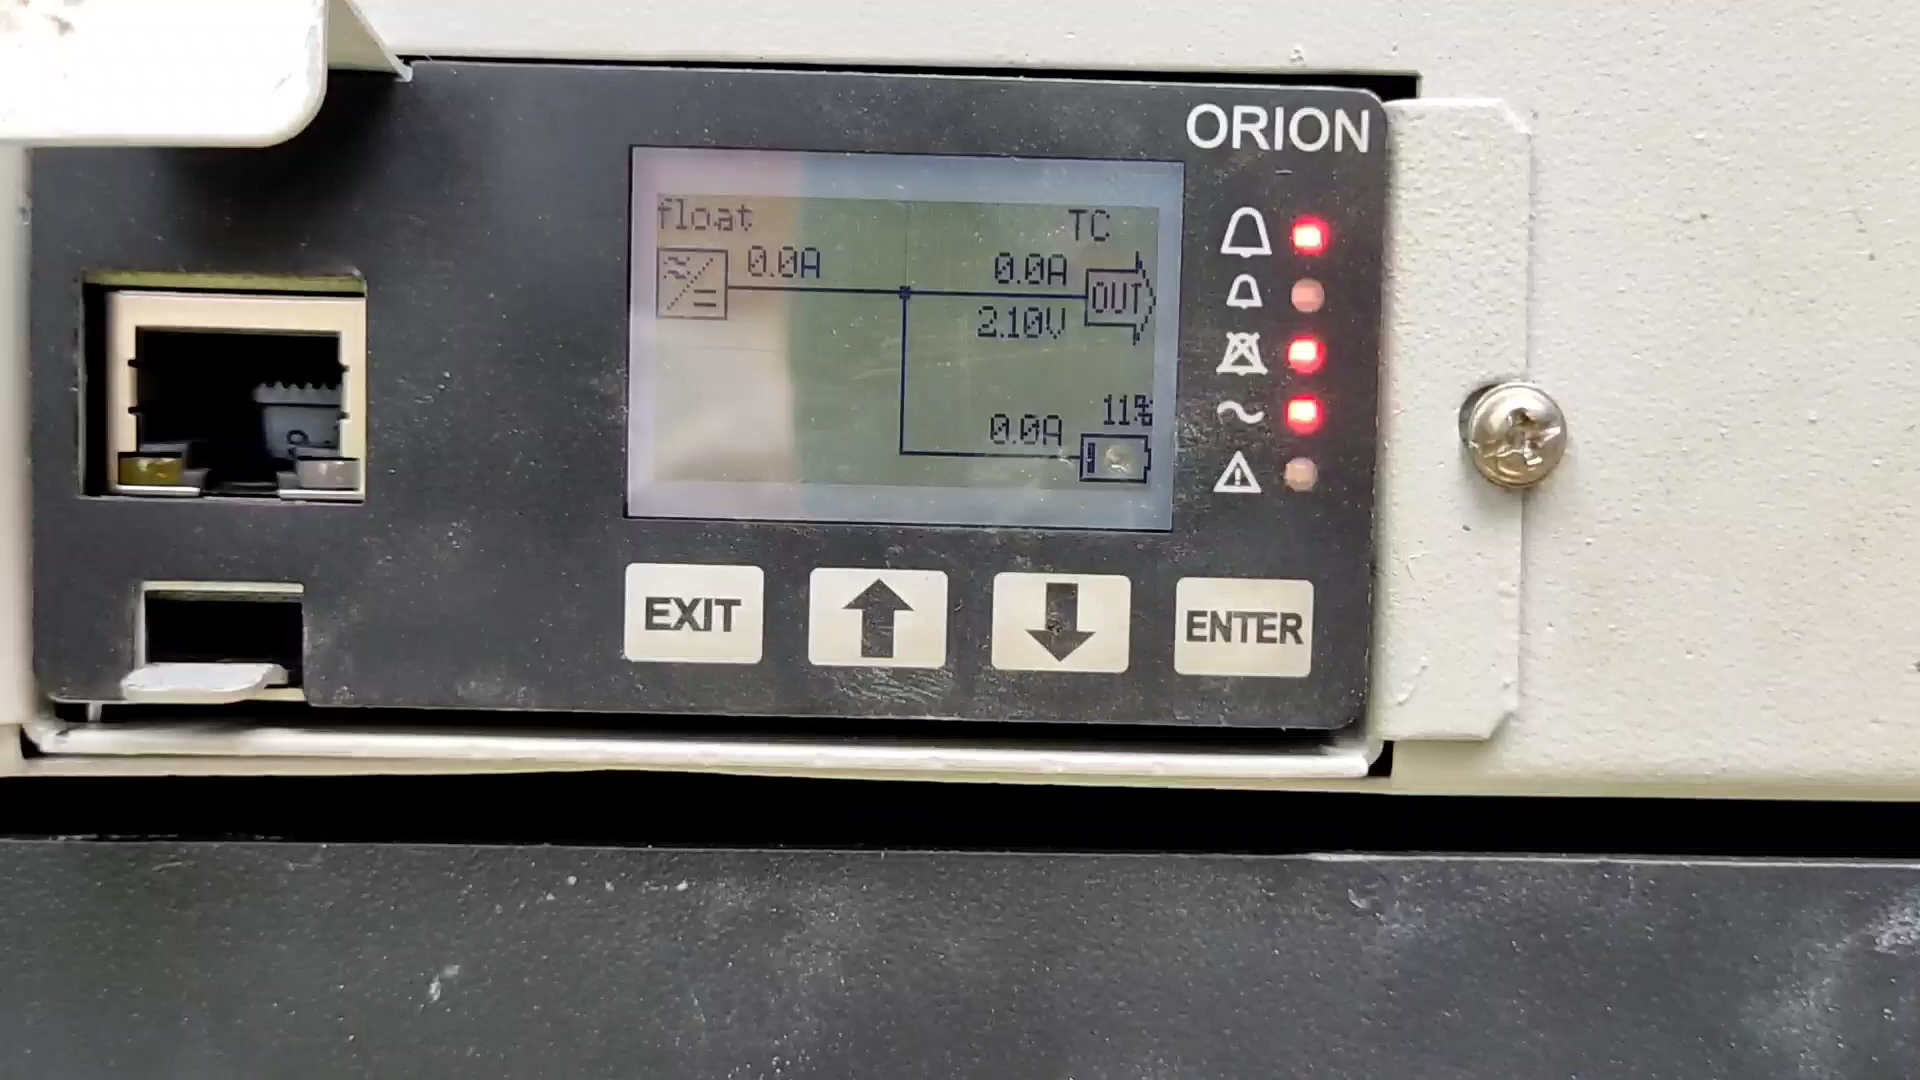 ORION
float
TC
0.0A
0.0A
OUT
2.10V
11%
0.0A
EXIT
ENTER